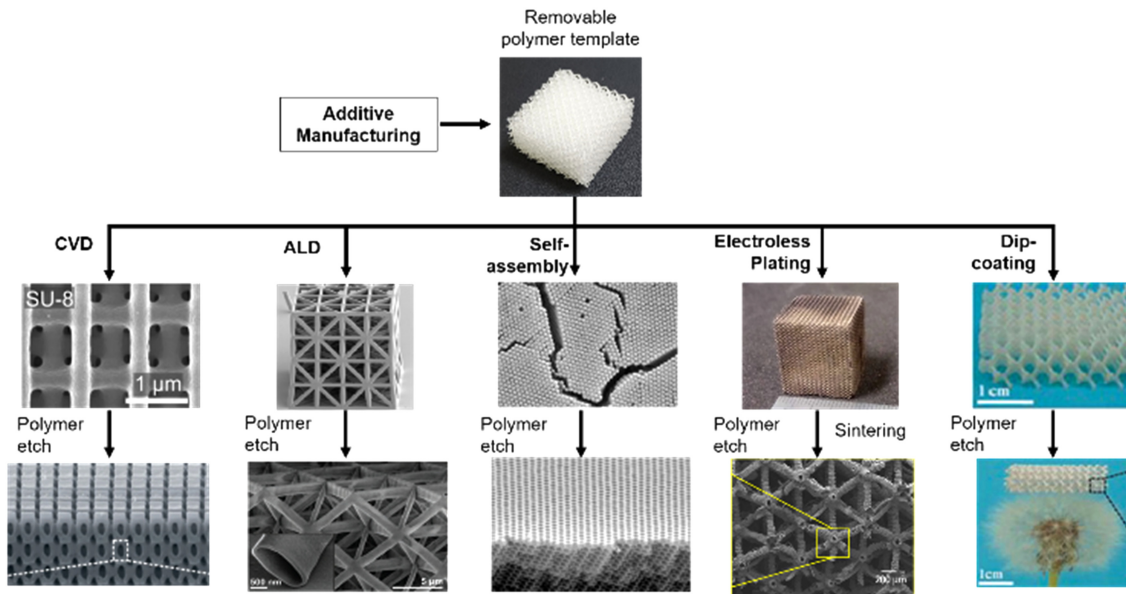 Removable
polymer template
Additive
Manufacturing
CVD
ALD
Self-
assembly
Electroless
Plating
Dip-
coating
SU-8
1 μm
1 cm
Polymer
etch
Polymer
etch
Polymer
etch
Polymer
etch
Sintering
Polymer
etch
500 nm
5 μm
200 μm
1cm